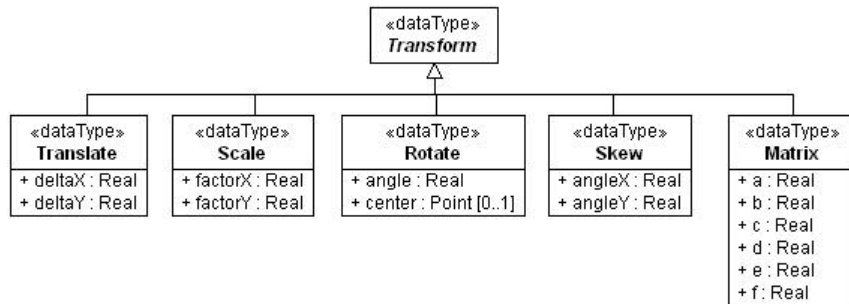 «dataType»
Transform
«dataType»
Translate
+ deltaX : Real
+ deltaY : Real
«dataType»
Scale
+ factorX : Real
+ factorY : Real
«dataType»
Rotate
+ angle : Real
+ center : Point [0..1]
«dataType»
Skew
+ angleX : Real
+ angleY : Real
«dataType»
Matrix
+ a : Real
+ b : Real
+ c : Real
+ d : Real
+ e : Real
+ f : Real